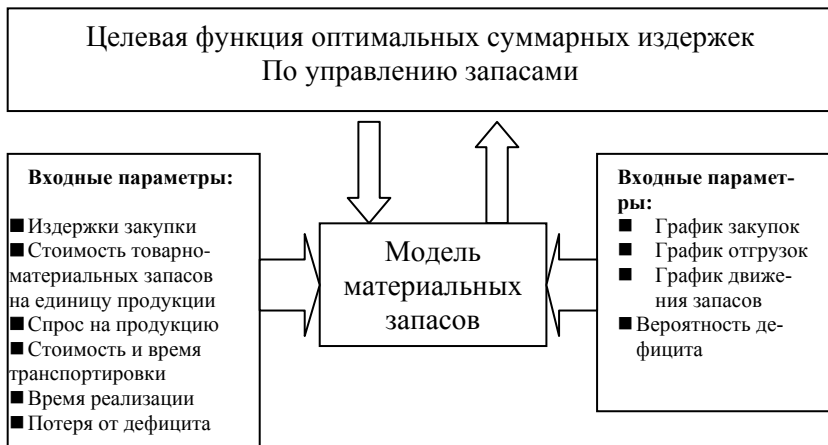 Целевая функция оптимальных суммарных издержек
По управлению запасами
Входные параметры:
■ Издержки закупки
■ Стоимость товарно-
материальных запасов
на единицу продукции
■ Спрос на продукцию
■ Стоимость и время
транспортировки
■ Время реализации
■ Потеря от дефицита
Модель
материальных
запасов
Входные парамет-
ры:
■ График закупок
■ График отгрузок
■ График движе-
ния запасов
■ Вероятность де-
фицита